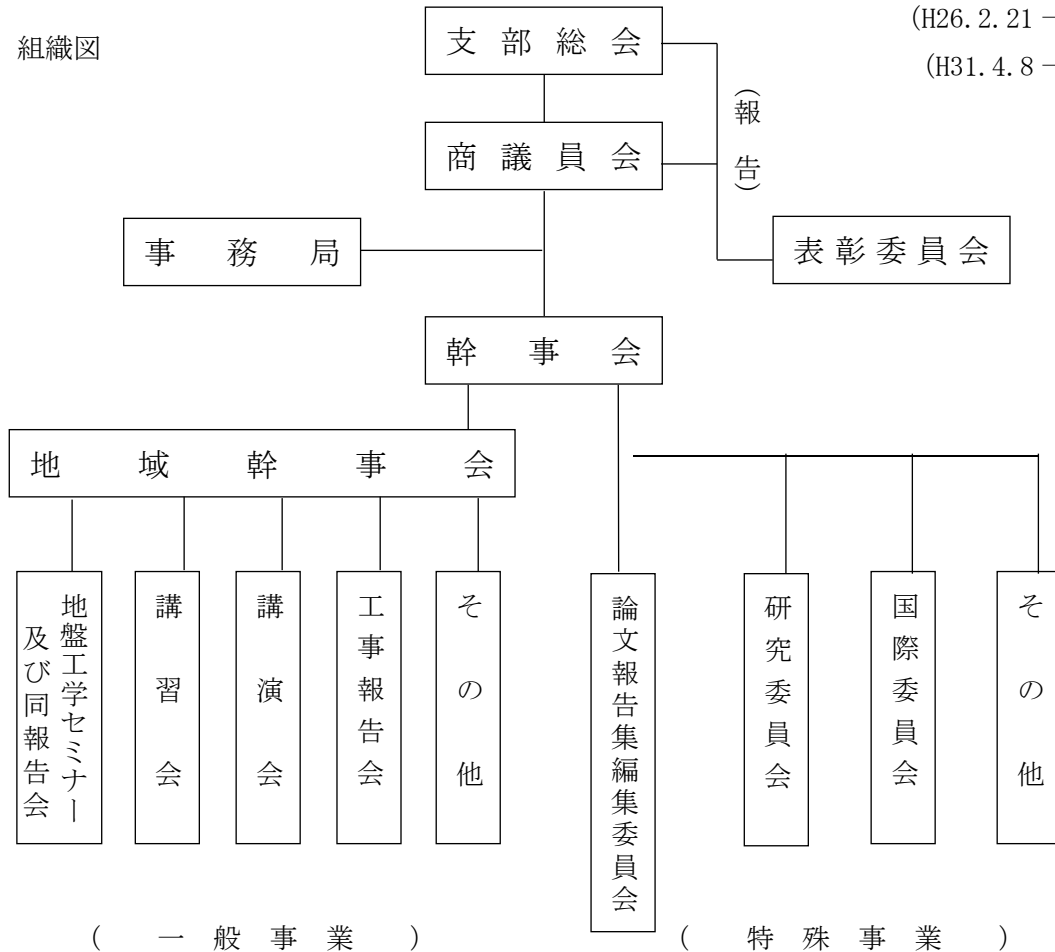 組織図
(H26.2.21 −
(H31.4.8 −
支部総会
(報告)
商議員会
事務局
表彰委員会
幹事会
地域幹事会
地盤工学セミナー
及び同報告会
講習会
講演会
工事報告会
その他
論文報告集編集委員会
研究委員会
国際委員会
その他
( 一般事業 )
( 特殊事業 )